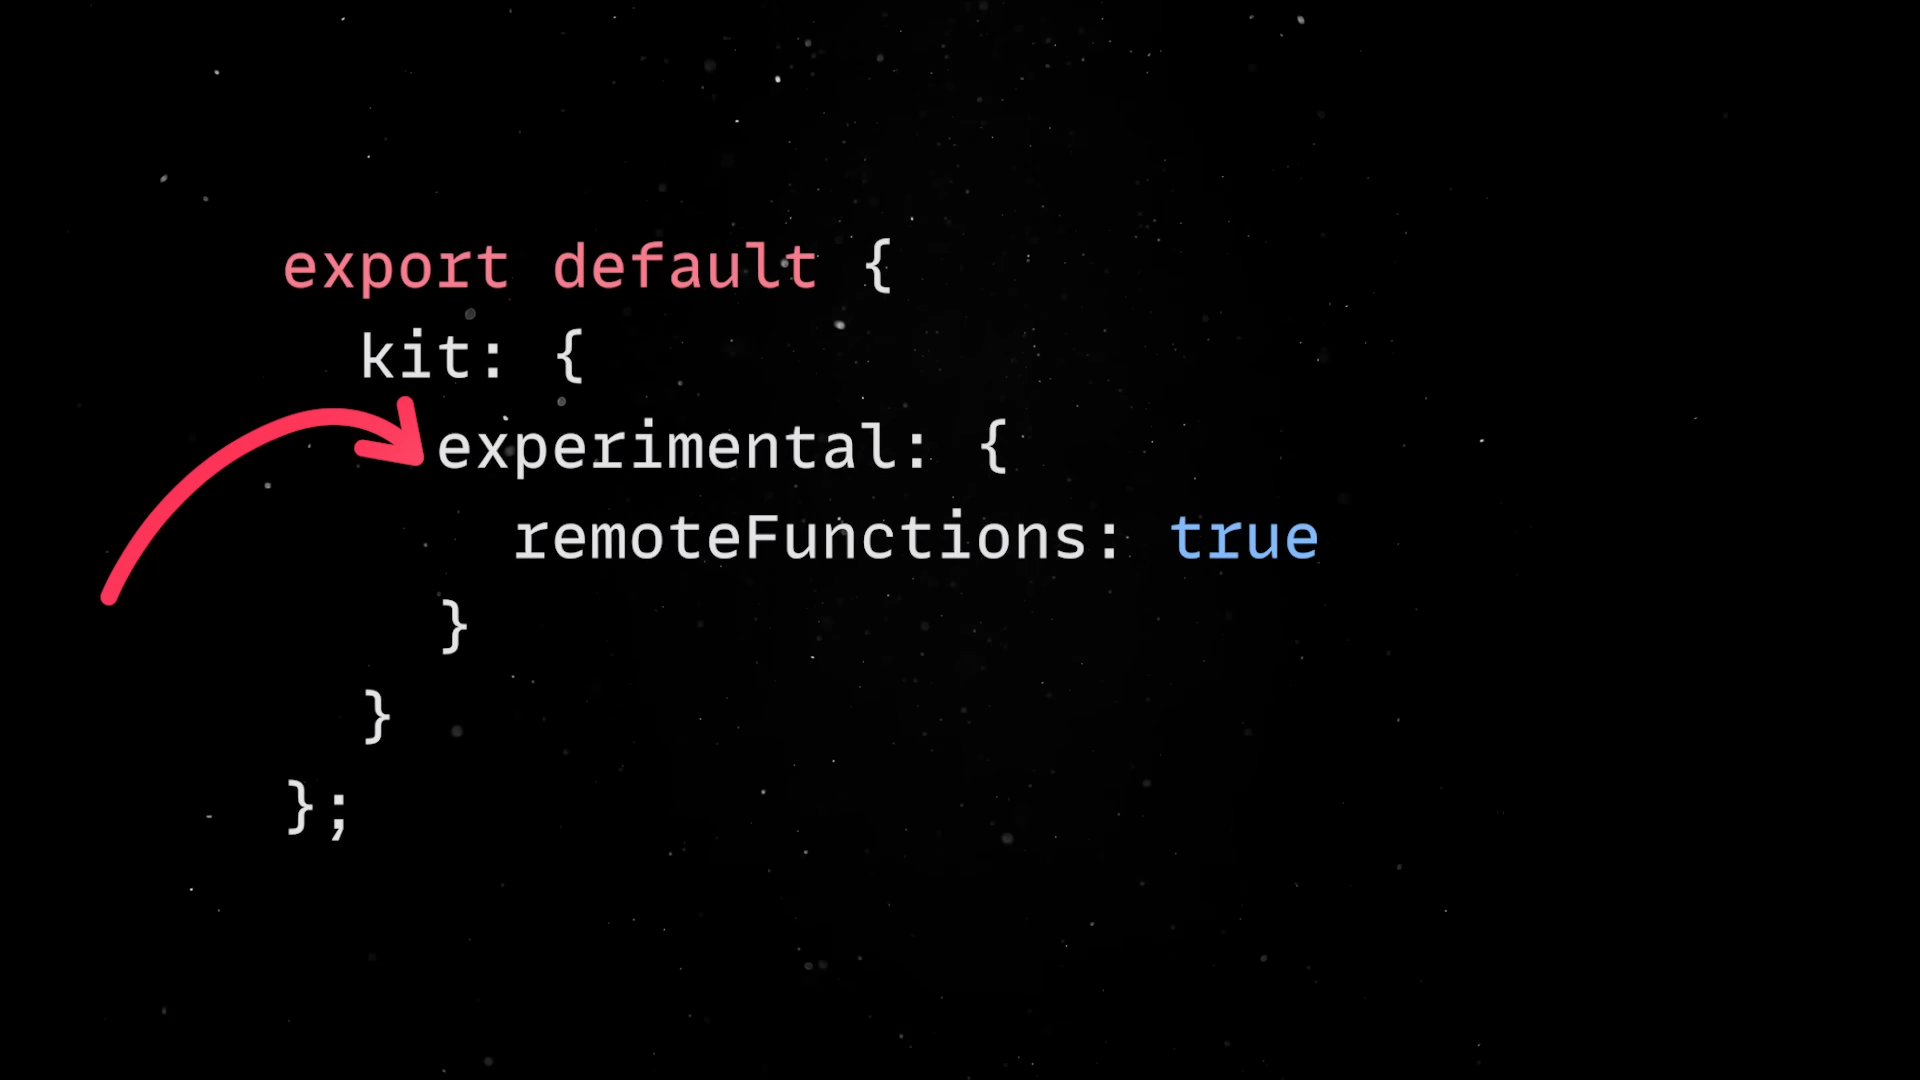 export default {
  kit: {
    experimental: {
      remoteFunctions: true
    }
  }
};